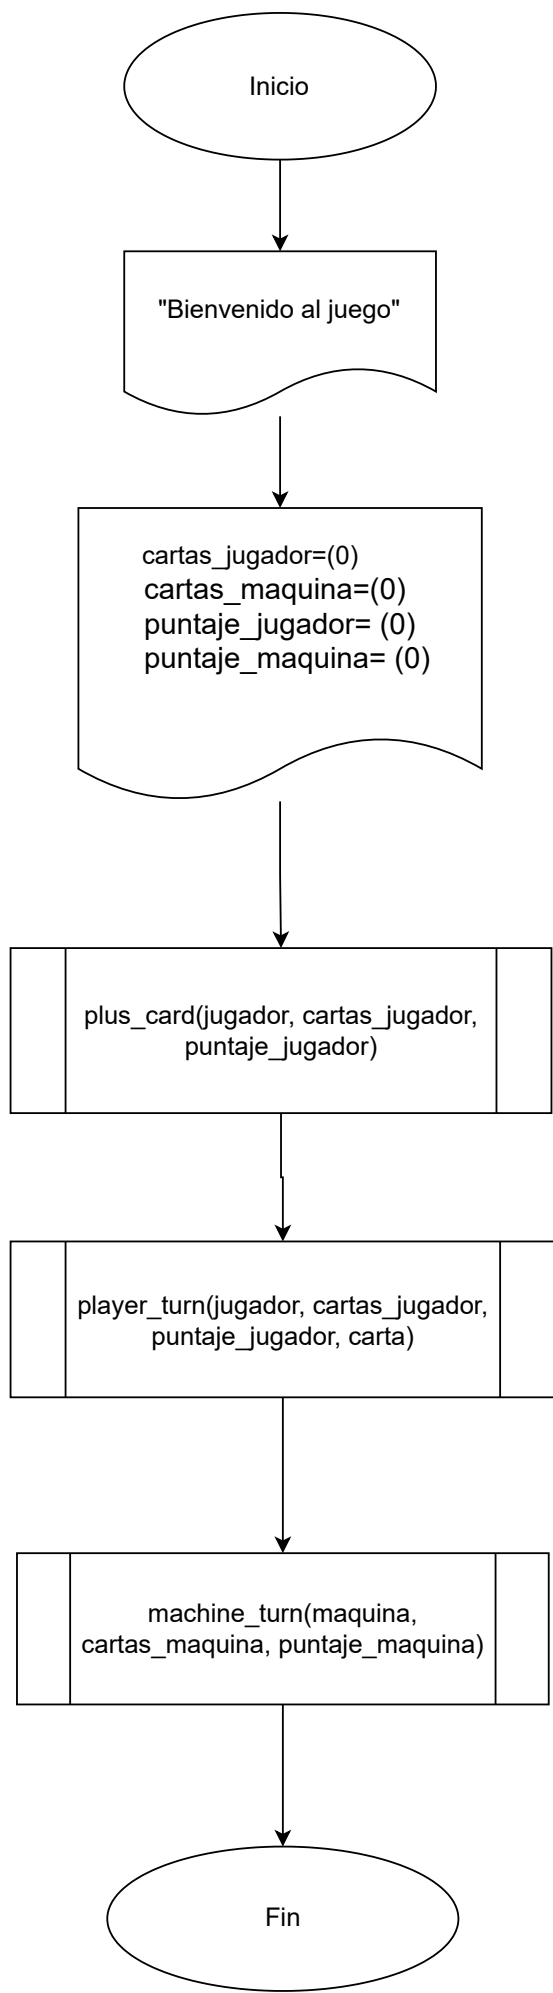 Inicio
"Bienvenido al juego"
cartas_jugador=(0)
cartas_maquina=(0)
puntaje_jugador= (0)
puntaje_maquina= (0)
plus_card(jugador, cartas_jugador,
puntaje_jugador)
player_turn(jugador, cartas_jugador,
puntaje_jugador, carta)
machine_turn(maquina,
cartas_maquina, puntaje_maquina)
Fin